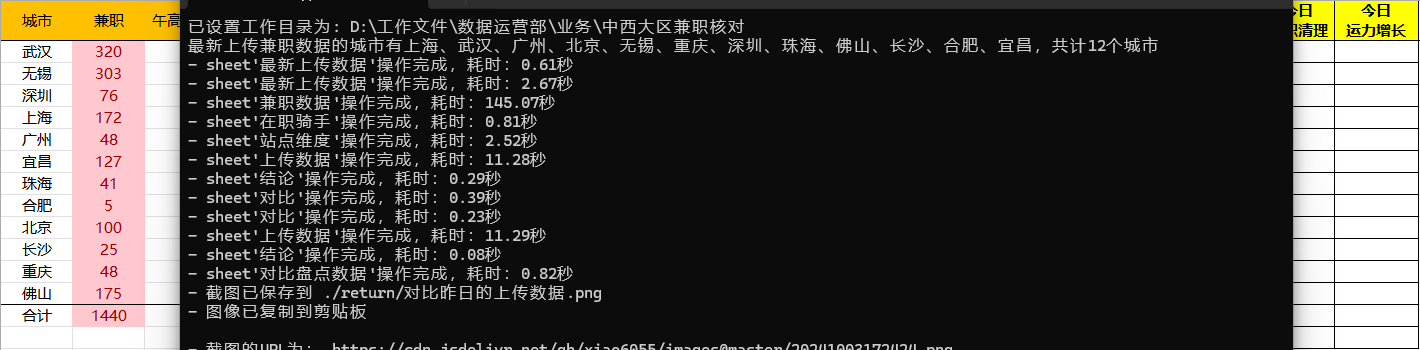 城市 兼职 午高
武汉 320
无锡 303
深圳 76
上海 172
广州 48
宜昌 127
珠海 41
合肥 5
北京 100
长沙 25
重庆 48
佛山 175
合计 1440
已设置工作目录为: D:\工作文件\数据运营部\业务\中西大区兼职核对
最新上传兼职数据的城市有上海、武汉、广州、北京、无锡、重庆、深圳、珠海、佛山、长沙、合肥、宜昌，共计12个城市
- sheet'最新上传数据'操作完成, 耗时: 0.61秒
- sheet'最新上传数据'操作完成, 耗时: 2.67秒
- sheet'兼职数据'操作完成, 耗时: 145.07秒
- sheet'在职骑手'操作完成, 耗时: 0.81秒
- sheet'站点维度'操作完成, 耗时: 2.52秒
- sheet'上传数据'操作完成, 耗时: 11.28秒
- sheet'结论'操作完成, 耗时: 0.29秒
- sheet'对比'操作完成, 耗时: 0.39秒
- sheet'对比'操作完成, 耗时: 0.23秒
- sheet'上传数据'操作完成, 耗时: 11.29秒
- sheet'结论'操作完成, 耗时: 0.08秒
- sheet'对比盘点数据'操作完成, 耗时: 0.82秒
- 截图已保存到 ./return/对比昨日的上传数据.png
- 图像已复制到剪贴板
- 截图的URL为: https://cdn.jsdelivr.net/gh/xiao6055/images@master/20241003172424.png
今日 今日
职清理 运力增长